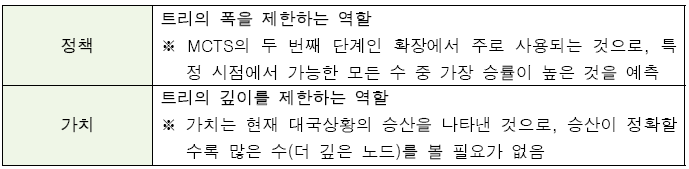 정책
트리의 폭을 제한하는 역할
※ MCTS의 두 번째 단계인 확장에서 주로 사용되는 것으로, 특
정 시점에서 가능한 모든 수 중 가장 승률이 높은 것을 예측
가치
트리의 깊이를 제한하는 역할
※ 가치는 현재 대국상황의 승산을 나타낸 것으로, 승산이 정확할
수록 많은 수(더 깊은 노드)를 볼 필요가 없음